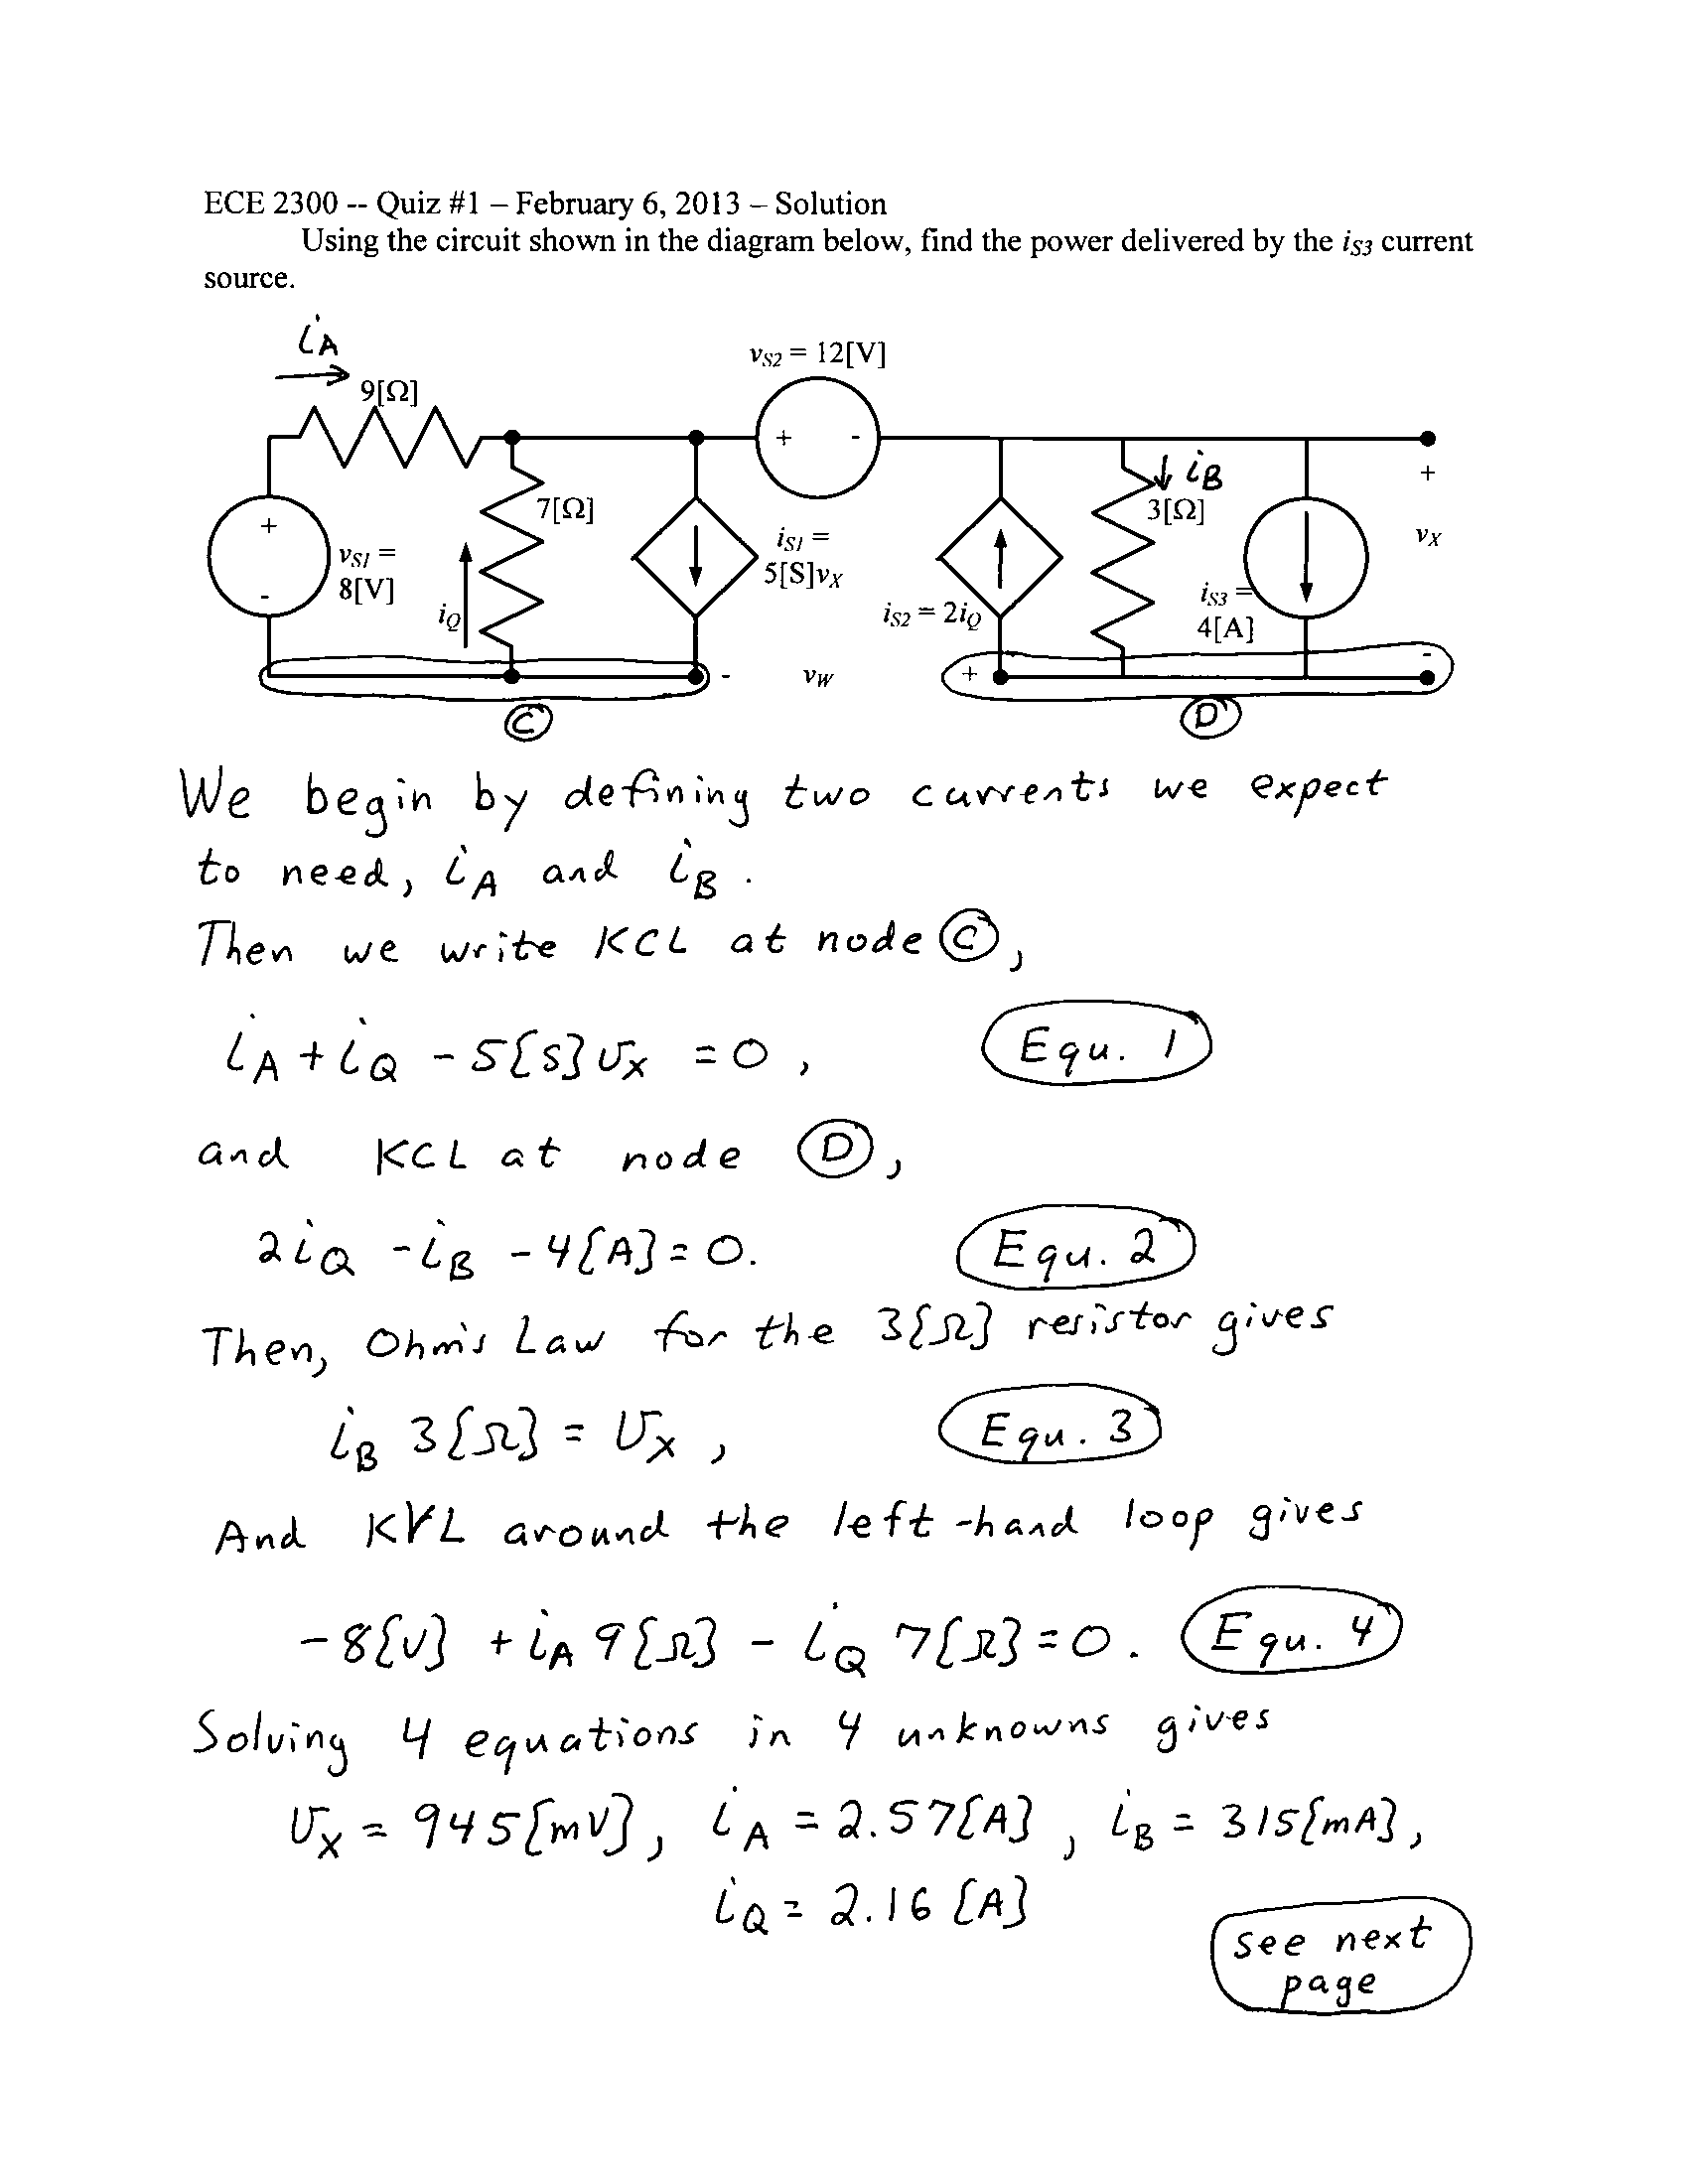 ECE 2300 -- Quiz #1 – February 6, 2013 – Solution
Using the circuit shown in the diagram below, find the power delivered by the iS3 current
source.
iA
9[Ω]
vS2 = 12[V]
+ -
iB
+
7[Ω]
3[Ω]
+
vS1 =
8[V]
-
iS1 =
5[S]vX
vX
iQ
iS2 = 2iQ
iS3 =
4[A]
- vW +
-
C
D
We begin by defining two currents we expect
to need, iA and iB.
Then we write KCL at node C,
iA + iQ - 5{S}vX = 0, Equ. 1
and KCL at node D,
2iQ - iB - 4{A} = 0. Equ. 2
Then, Ohm's Law for the 3{Ω} resistor gives
iB 3{Ω} = vX, Equ. 3
And KVL around the left-hand loop gives
-8{V} + iA 9{Ω} - iQ 7{Ω} = 0. Equ. 4
Solving 4 equations in 4 unknowns gives
vX = 945{mV}, iA = 2.57{A}, iB = 315{mA},
iQ = 2.16{A}
see next
page